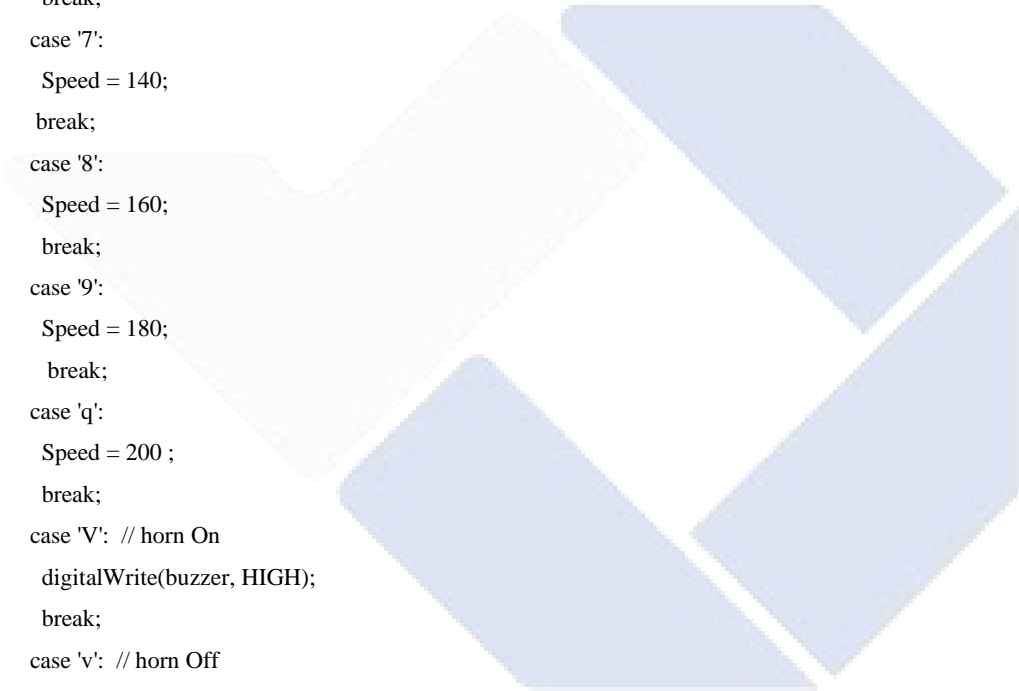 break;
case '7':
Speed = 140;
break;
case '8':
Speed = 160;
break;
case '9':
Speed = 180;
break;
case 'q':
Speed = 200 ;
break;
case 'V':  // horn On
digitalWrite(buzzer, HIGH);
break;
case 'v':  // horn Off